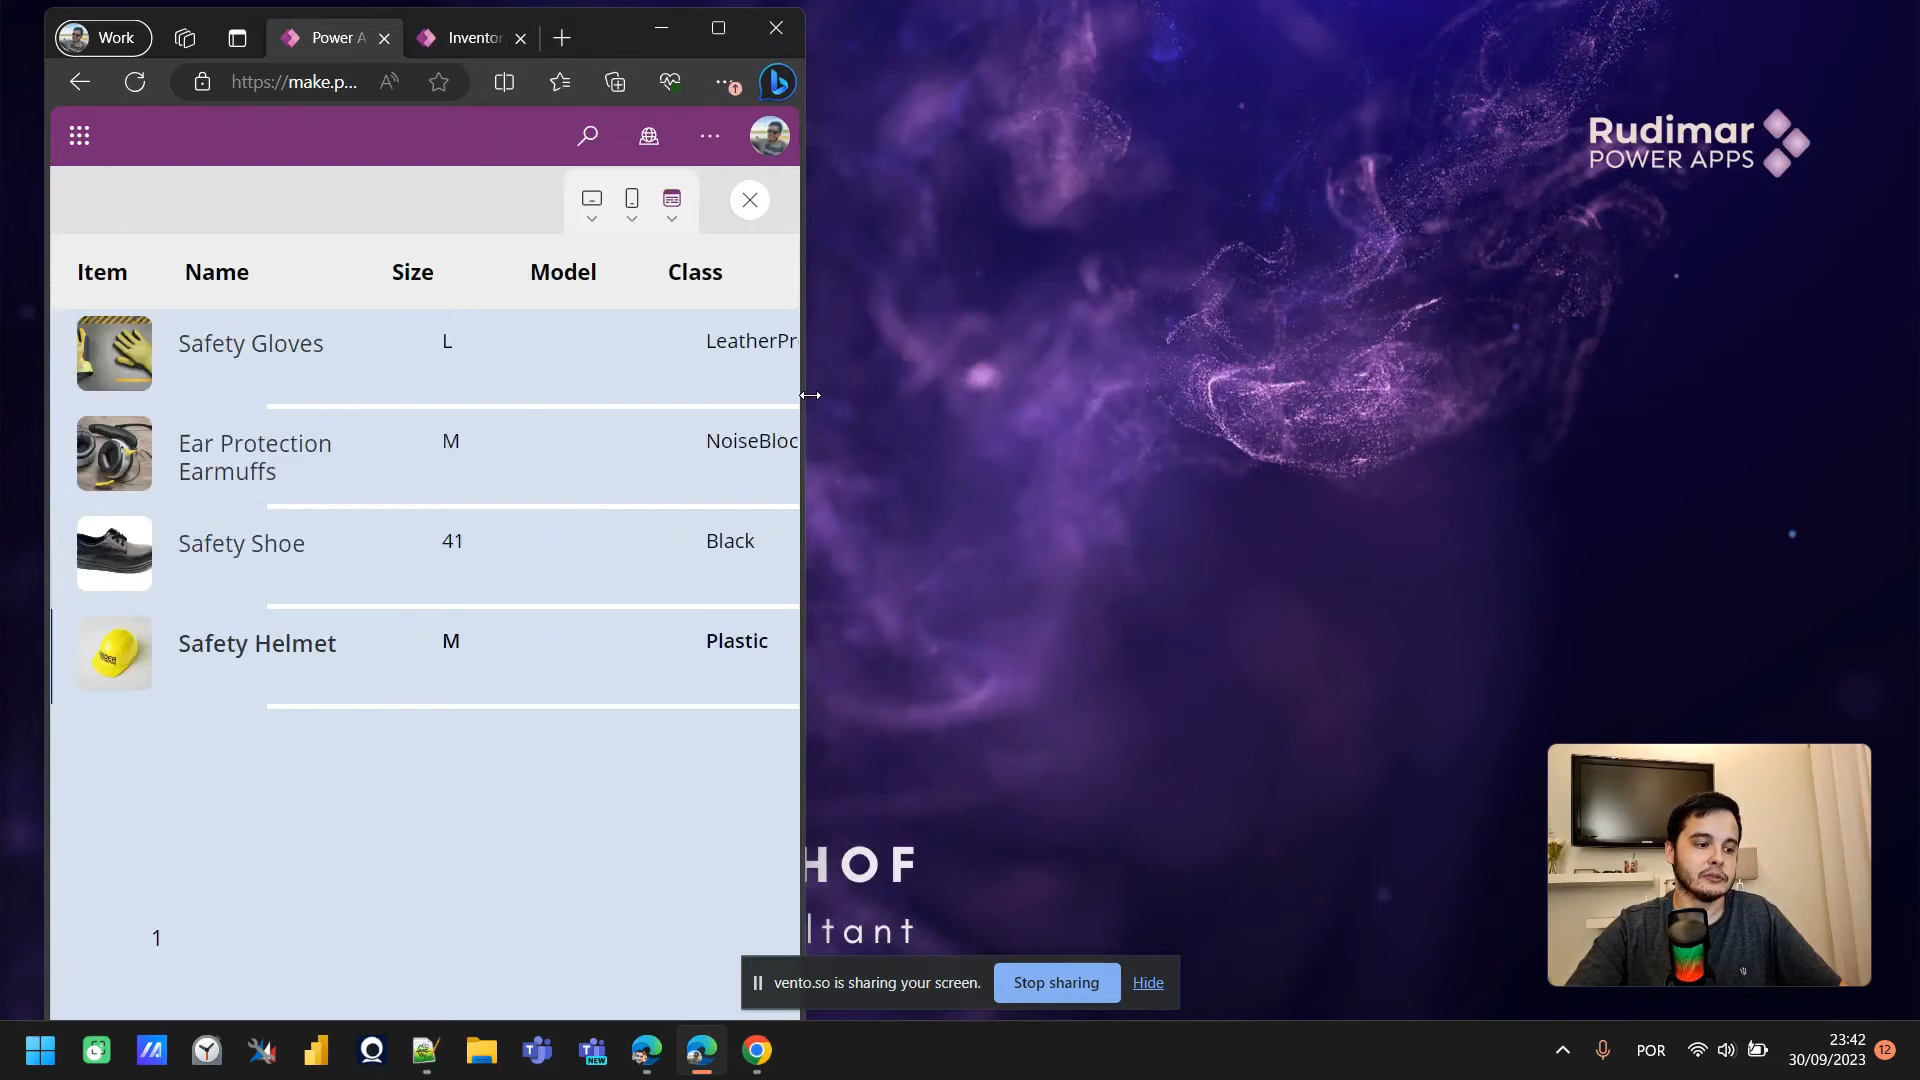 Work
Power A
Inventor
https://make.p...
Rudimar
POWER APPS
Item Name Size Model Class
Safety Gloves L LeatherPr
Ear Protection
Earmuffs
M NoiseBloc
Safety Shoe 41 Black
Safety Helmet M Plastic
1
HOF
ltant
vento.so is sharing your screen. Stop sharing Hide
NEW
POR
23:42
30/09/2023
12